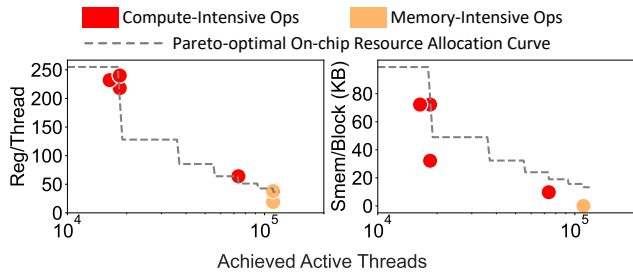 Compute-Intensive Ops Memory-Intensive Ops
Pareto-optimal On-chip Resource Allocation Curve
Reg/Thread
250
200
150
100
50
0
10^4 10^5
Smem/Block (KB)
80
60
40
20
0
10^4 10^5
Achieved Active Threads